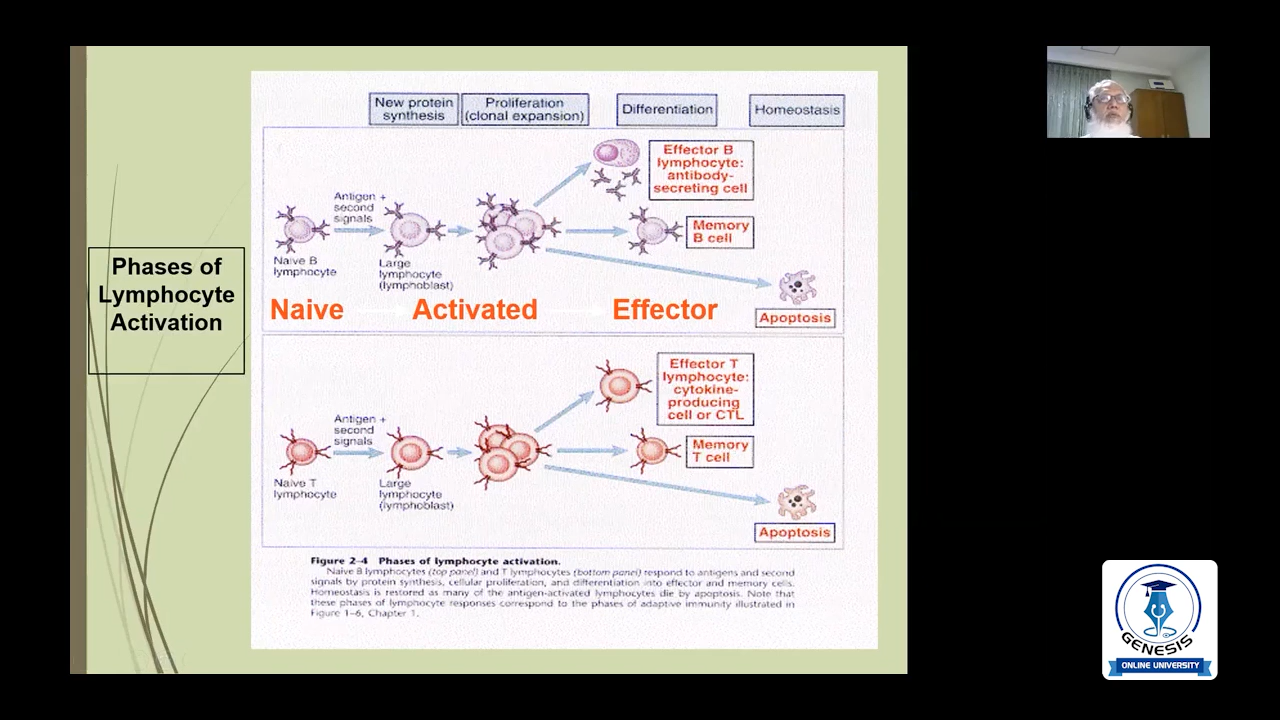 Phases of
Lymphocyte
Activation
New protein
synthesis
Proliferation
(clonal expansion)
Differentiation
Homeostasis
Antigen +
second
signals
Naive B
lymphocyte
Large
lymphocyte
(lymphoblast)
Effector B
lymphocyte:
antibody-
secreting cell
Memory
B cell
Apoptosis
Naive
Activated
Effector
Antigen +
second
signals
Naive T
lymphocyte
Large
lymphocyte
(lymphoblast)
Effector T
lymphocyte:
cytokine-
producing
cell or CTL
Memory
T cell
Apoptosis
Figure 2-4 Phases of lymphocyte activation.
Naive B lymphocytes (top panel) and T lymphocytes (bottom panel) respond to antigens and second
signals by protein synthesis, cellular proliferation, and differentiation into effector and memory cells.
Homeostasis is restored as many of the antigen-activated lymphocytes die by apoptosis. Note that
these phases of lymphocyte responses correspond to the phases of adaptive immunity illustrated in
Figure 1-6, Chapter 1.
GENESIS
ONLINE UNIVERSITY